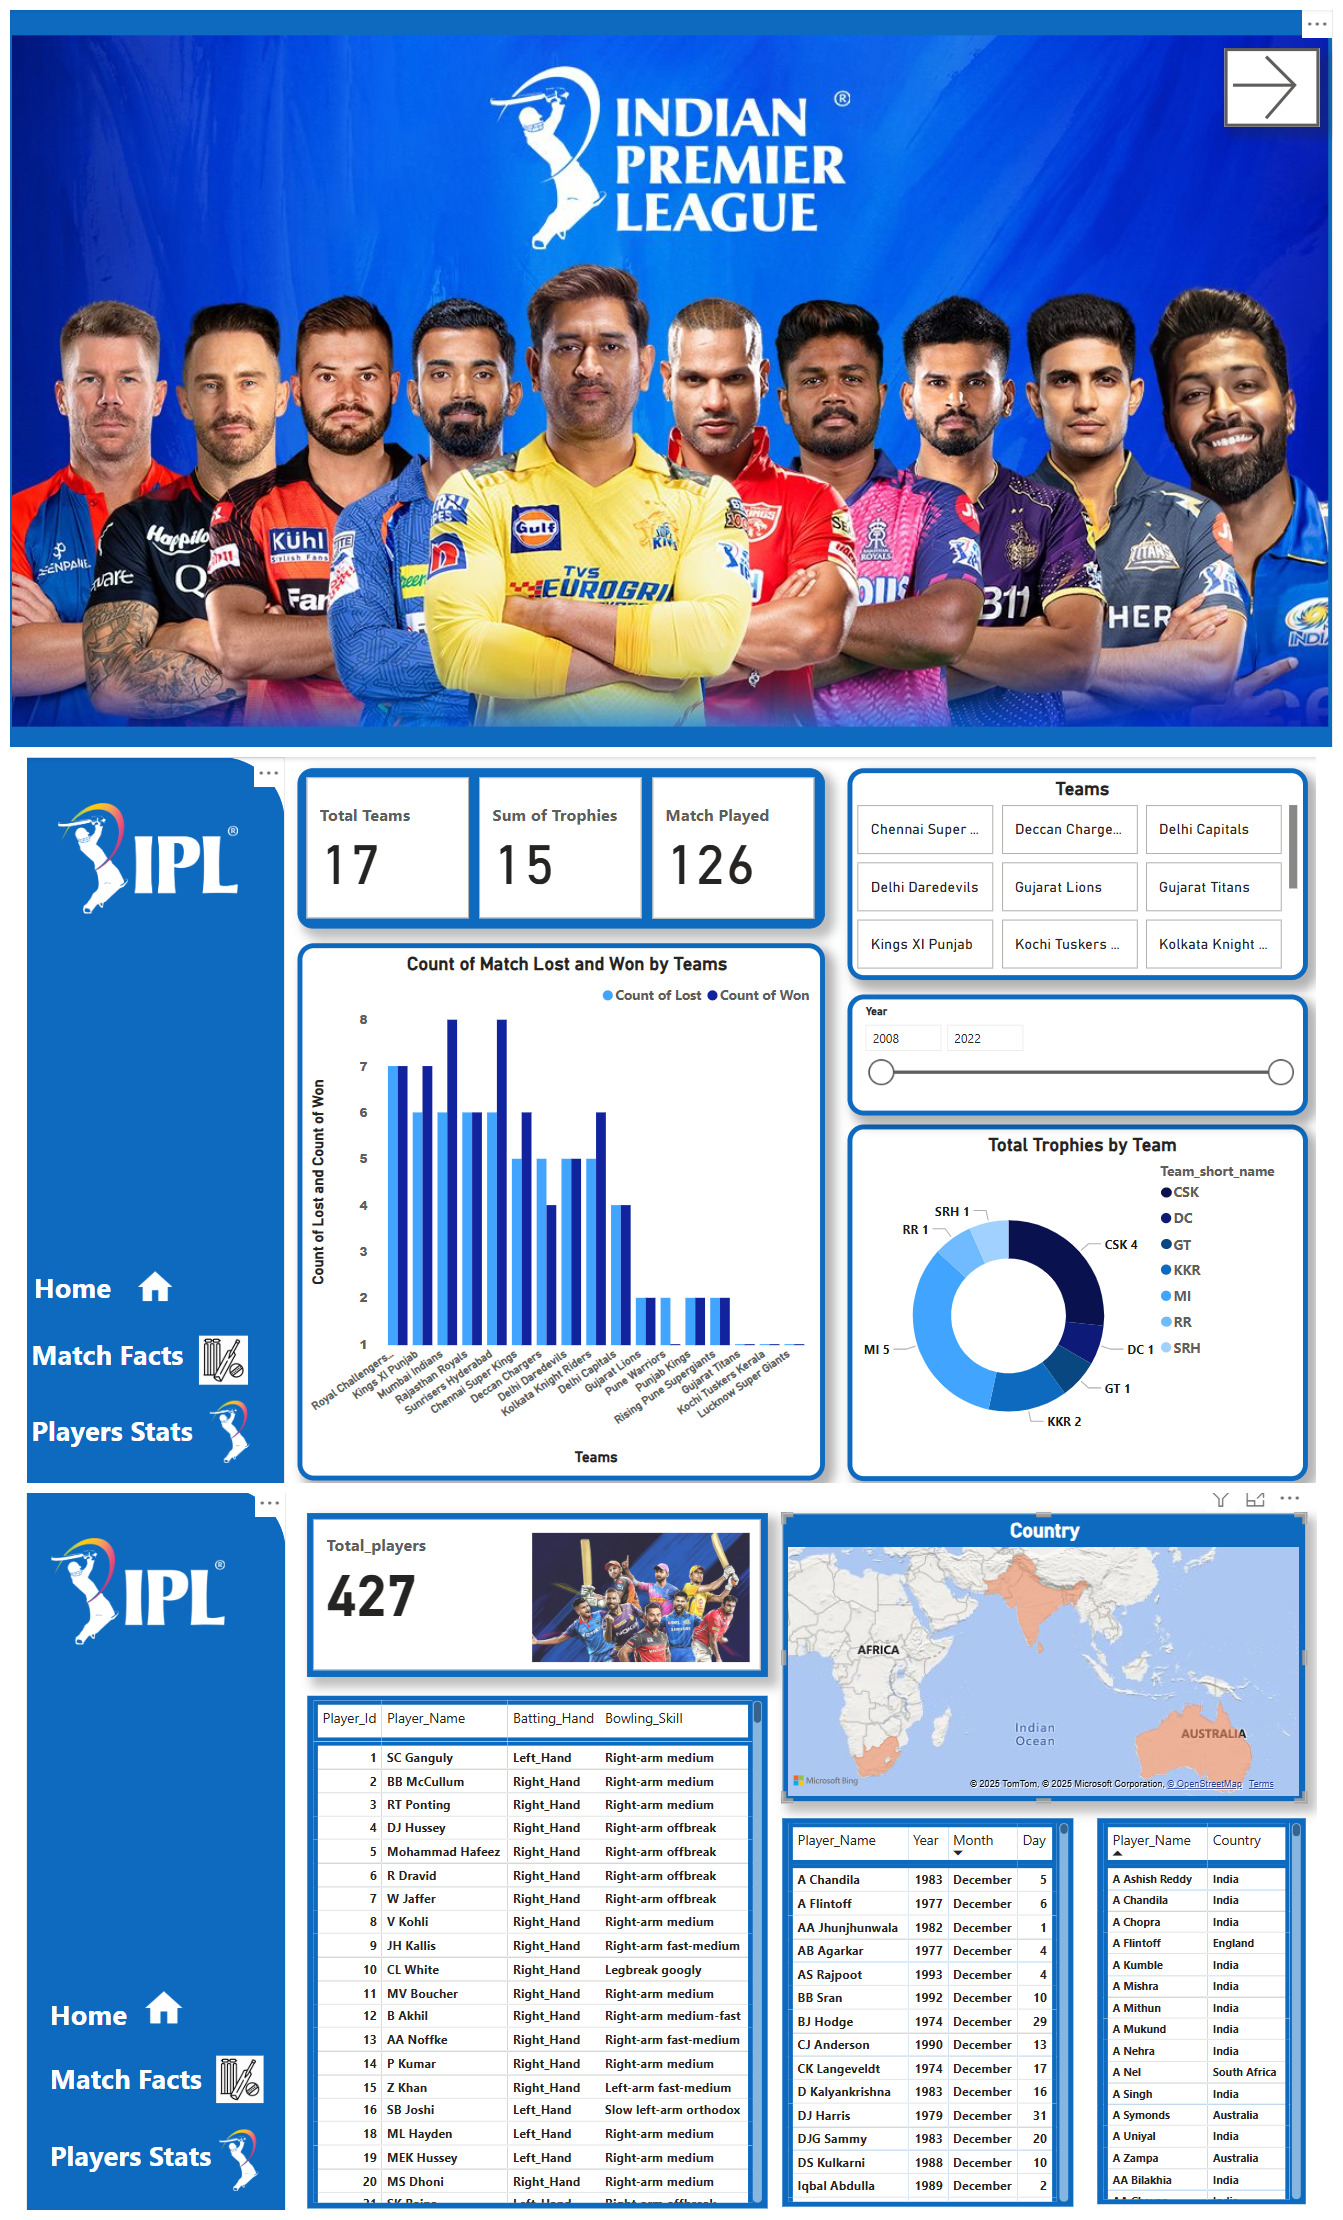 INDIAN
PREMIER
LEAGUE
®
Happilo
Kühl
Stylish Fans
Fan
Q
Gulf
TVS
EUROGRI
KINGS
RAJASTHAN
ROYALS
TITANS
HER
IPL®
Home
Match Facts
Players Stats
Total Teams
17
Sum of Trophies
15
Match Played
126
Count of Match Lost and Won by Teams
Count of Lost
Count of Won
Count of Lost and Count of Won
8
7
6
5
4
3
2
1
Royal Challengers...
Kings XI Punjab
Mumbai Indians
Rajasthan Royals
Sunrisers Hyderabad
Chennai Super Kings
Deccan Chargers
Delhi Daredevils
Kolkata Knight Riders
Delhi Capitals
Gujarat Lions
Pune Warriors
Punjab Kings
Rising Pune Supergiants
Gujarat Titans
Kochi Tuskers Kerala
Lucknow Super Giants
Teams
Teams
Chennai Super ... Deccan Charge... Delhi Capitals
Delhi Daredevils Gujarat Lions Gujarat Titans
Kings XI Punjab Kochi Tuskers ... Kolkata Knight ...
Year
2008 2022
Total Trophies by Team
Team_short_name
CSK
DC
GT
KKR
MI
RR
SRH
SRH 1
RR 1
CSK 4
MI 5
DC 1
GT 1
KKR 2
IPL®
Home
Match Facts
Players Stats
Total_players
427
Player_Id Player_Name Batting_Hand Bowling_Skill
1 SC Ganguly Left_Hand Right-arm medium
2 BB McCullum Right_Hand Right-arm medium
3 RT Ponting Right_Hand Right-arm medium
4 DJ Hussey Right_Hand Right-arm offbreak
5 Mohammad Hafeez Right_Hand Right-arm offbreak
6 R Dravid Right_Hand Right-arm offbreak
7 W Jaffer Right_Hand Right-arm offbreak
8 V Kohli Right_Hand Right-arm medium
9 JH Kallis Right_Hand Right-arm fast-medium
10 CL White Right_Hand Legbreak googly
11 MV Boucher Right_Hand Right-arm medium
12 B Akhil Right_Hand Right-arm medium-fast
13 AA Noffke Right_Hand Right-arm fast-medium
14 P Kumar Right_Hand Right-arm medium
15 Z Khan Right_Hand Left-arm fast-medium
16 SB Joshi Left_Hand Slow left-arm orthodox
18 ML Hayden Left_Hand Right-arm medium
19 MEK Hussey Left_Hand Right-arm medium
20 MS Dhoni Right_Hand Right-arm medium
Country
AFRICA
Indian
Ocean
AUSTRALIA
Microsoft Bing
© 2025 TomTom, © 2025 Microsoft Corporation, © OpenStreetMap Terms
Player_Name Year Month Day
A Chandila 1983 December 5
A Flintoff 1977 December 6
AA Jhunjhunwala 1982 December 1
AB Agarkar 1977 December 4
AS Rajpoot 1993 December 4
BB Sran 1992 December 10
BJ Hodge 1974 December 29
CJ Anderson 1990 December 13
CK Langeveldt 1974 December 17
D Kalyankrishna 1983 December 16
DJ Harris 1979 December 31
DJG Sammy 1983 December 20
DS Kulkarni 1988 December 10
Iqbal Abdulla 1989 December 2
Player_Name Country
A Ashish Reddy India
A Chandila India
A Chopra India
A Flintoff England
A Kumble India
A Mishra India
A Mithun India
A Mukund India
A Nehra India
A Nel South Africa
A Singh India
A Symonds Australia
A Uniyal India
A Zampa Australia
AA Bilakhia India